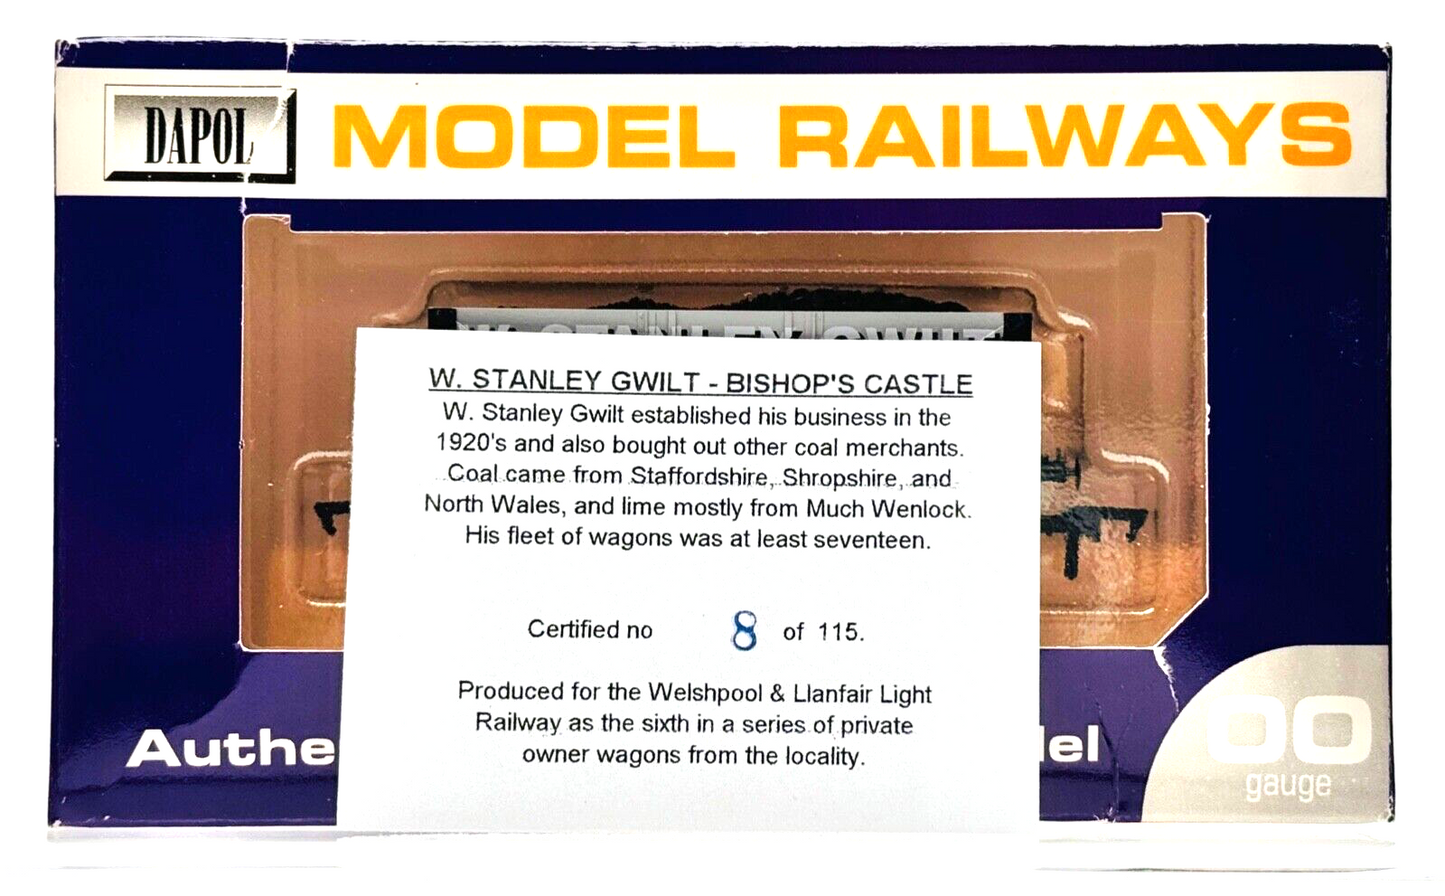 DAPOL
MODEL RAILWAYS
W. STANLEY GWILT
W. STANLEY GWILT - BISHOP'S CASTLE
W. Stanley Gwilt established his business in the
1920's and also bought out other coal merchants.
Coal came from Staffordshire, Shropshire, and
North Wales, and lime mostly from Much Wenlock.
His fleet of wagons was at least seventeen.
Certified no 8 of 115.
Produced for the Welshpool & Llanfair Light
Railway as the sixth in a series of private
owner wagons from the locality.
Authe
del
OO
gauge